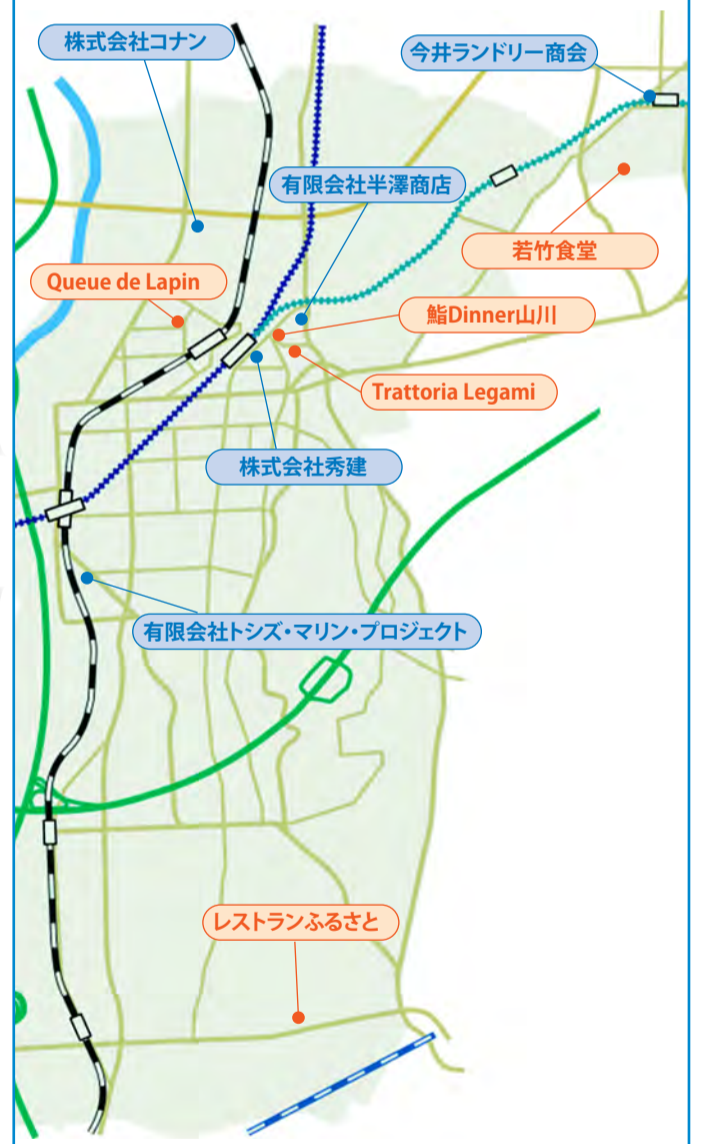 株式会社コナン
今井ランドリー商会
有限会社半澤商店
若竹食堂
Queue de Lapin
鮨Dinner山川
Trattoria Legami
株式会社秀建
有限会社トシズ・マリン・プロジェクト
レストランふるさと